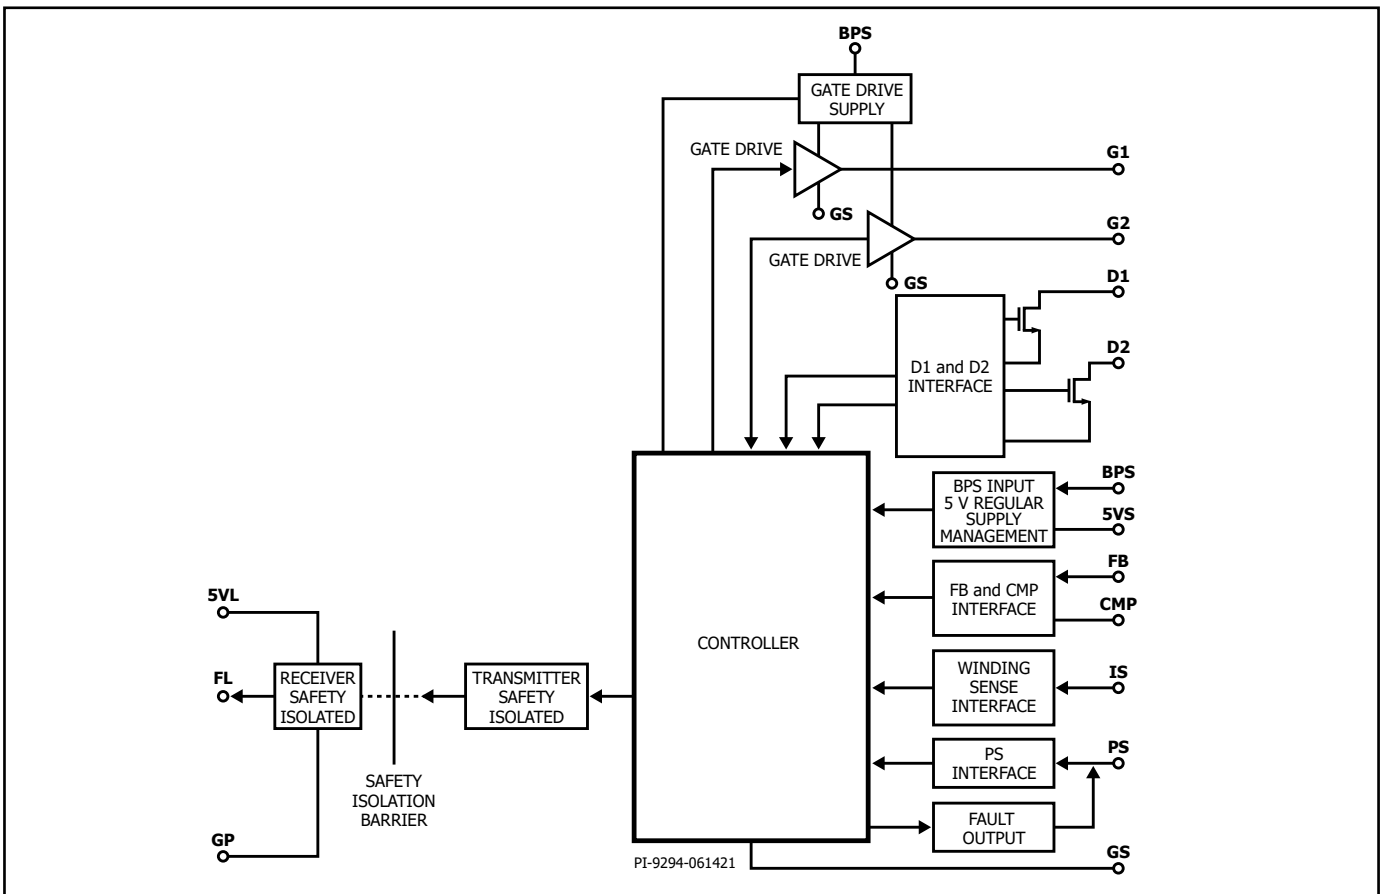 BPS
GATE DRIVE
SUPPLY
GATE DRIVE
G1
GS
G2
GATE DRIVE
GS
D1
D1 and D2
INTERFACE
D2
BPS INPUT
5 V REGULAR
SUPPLY
MANAGEMENT
BPS
5VS
FB and CMP
INTERFACE
FB
CMP
CONTROLLER
5VL
FL
RECEIVER
SAFETY
ISOLATED
TRANSMITTER
SAFETY
ISOLATED
WINDING
SENSE
INTERFACE
IS
PS
INTERFACE
PS
SAFETY
ISOLATION
BARRIER
FAULT
OUTPUT
GP
PI-9294-061421
GS